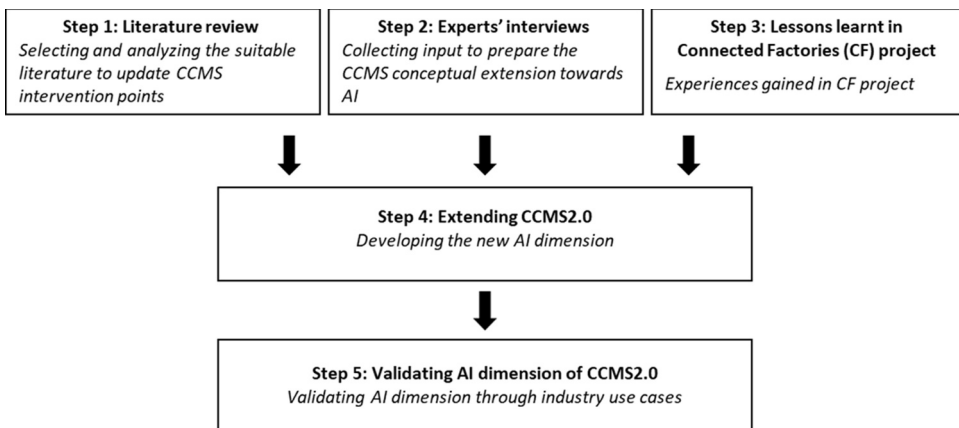 Step 1: Literature review
Selecting and analyzing the suitable
literature to update CCMS
intervention points
Step 2: Experts' interviews
Collecting input to prepare the
CCMS conceptual extension towards
AI
Step 3: Lessons learnt in
Connected Factories (CF) project
Experiences gained in CF project
Step 4: Extending CCMS2.0
Developing the new AI dimension
Step 5: Validating AI dimension of CCMS2.0
Validating AI dimension through industry use cases